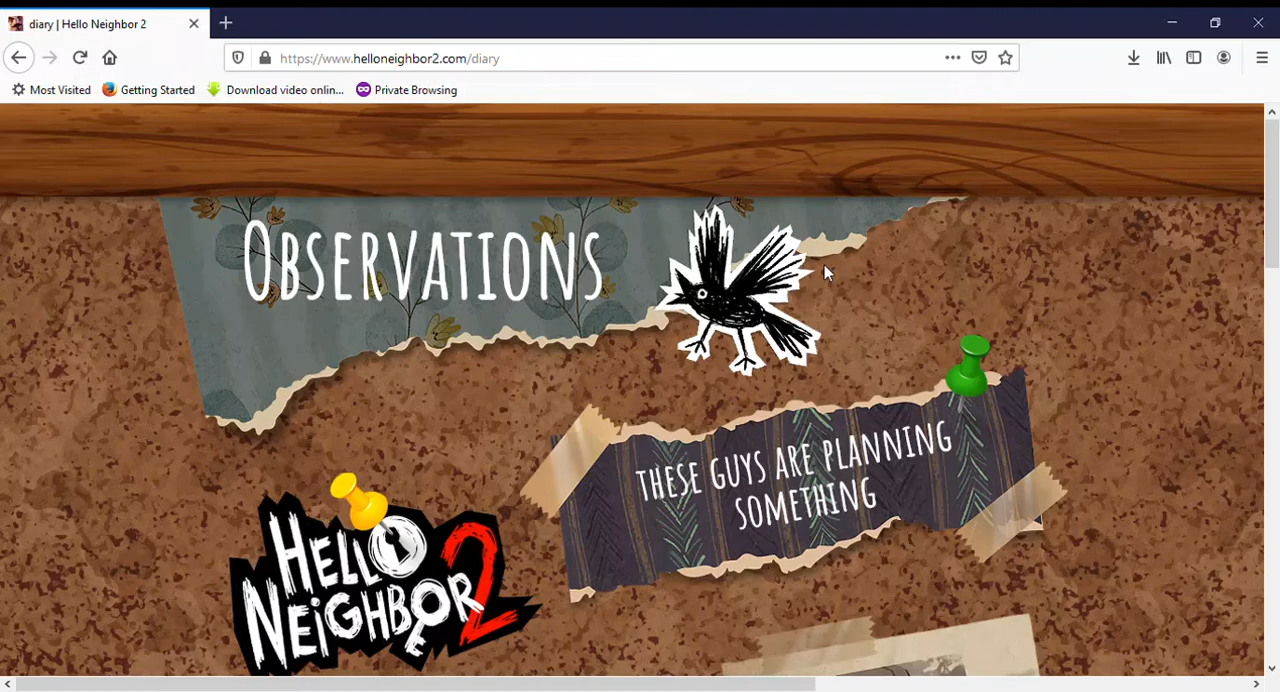 diary | Hello Neighbor 2
https://www.helloneighbor2.com/diary
Most Visited Getting Started Download video onlin... Private Browsing
OBSERVATIONS
THESE GUYS ARE PLANNING
SOMETHING
HELLO
NEIGHBOR 2